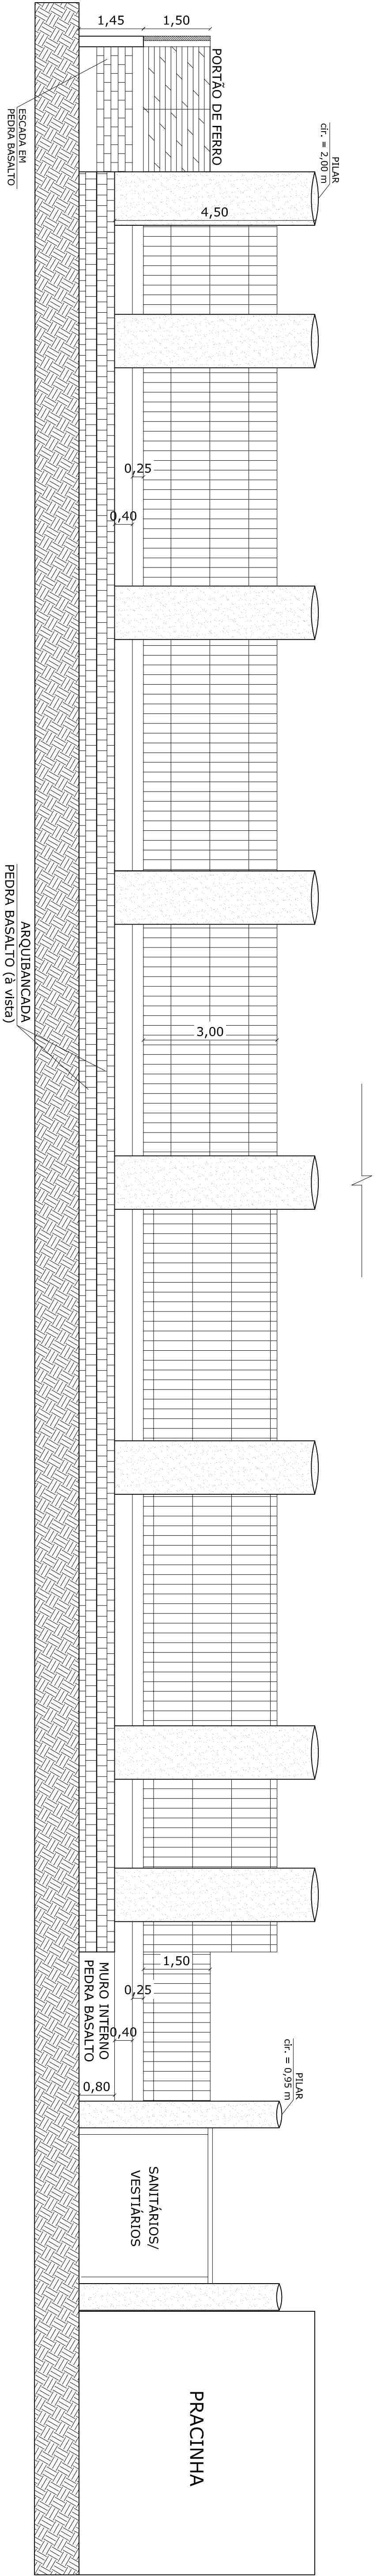 1,45
1,50
PORTÃO DE FERRO
ESCADA EM
PEDRA BASALTO
PILAR
cir. = 2,00 m
4,50
0,25
0,40
ARQUIBANCADA
PEDRA BASALTO (à vista)
3,00
MURO INTERNO
PEDRA BASALTO
1,50
0,25
0,40
0,80
PILAR
cir. = 0,95 m
SANITÁRIOS/
VESTIÁRIOS
PRACINHA